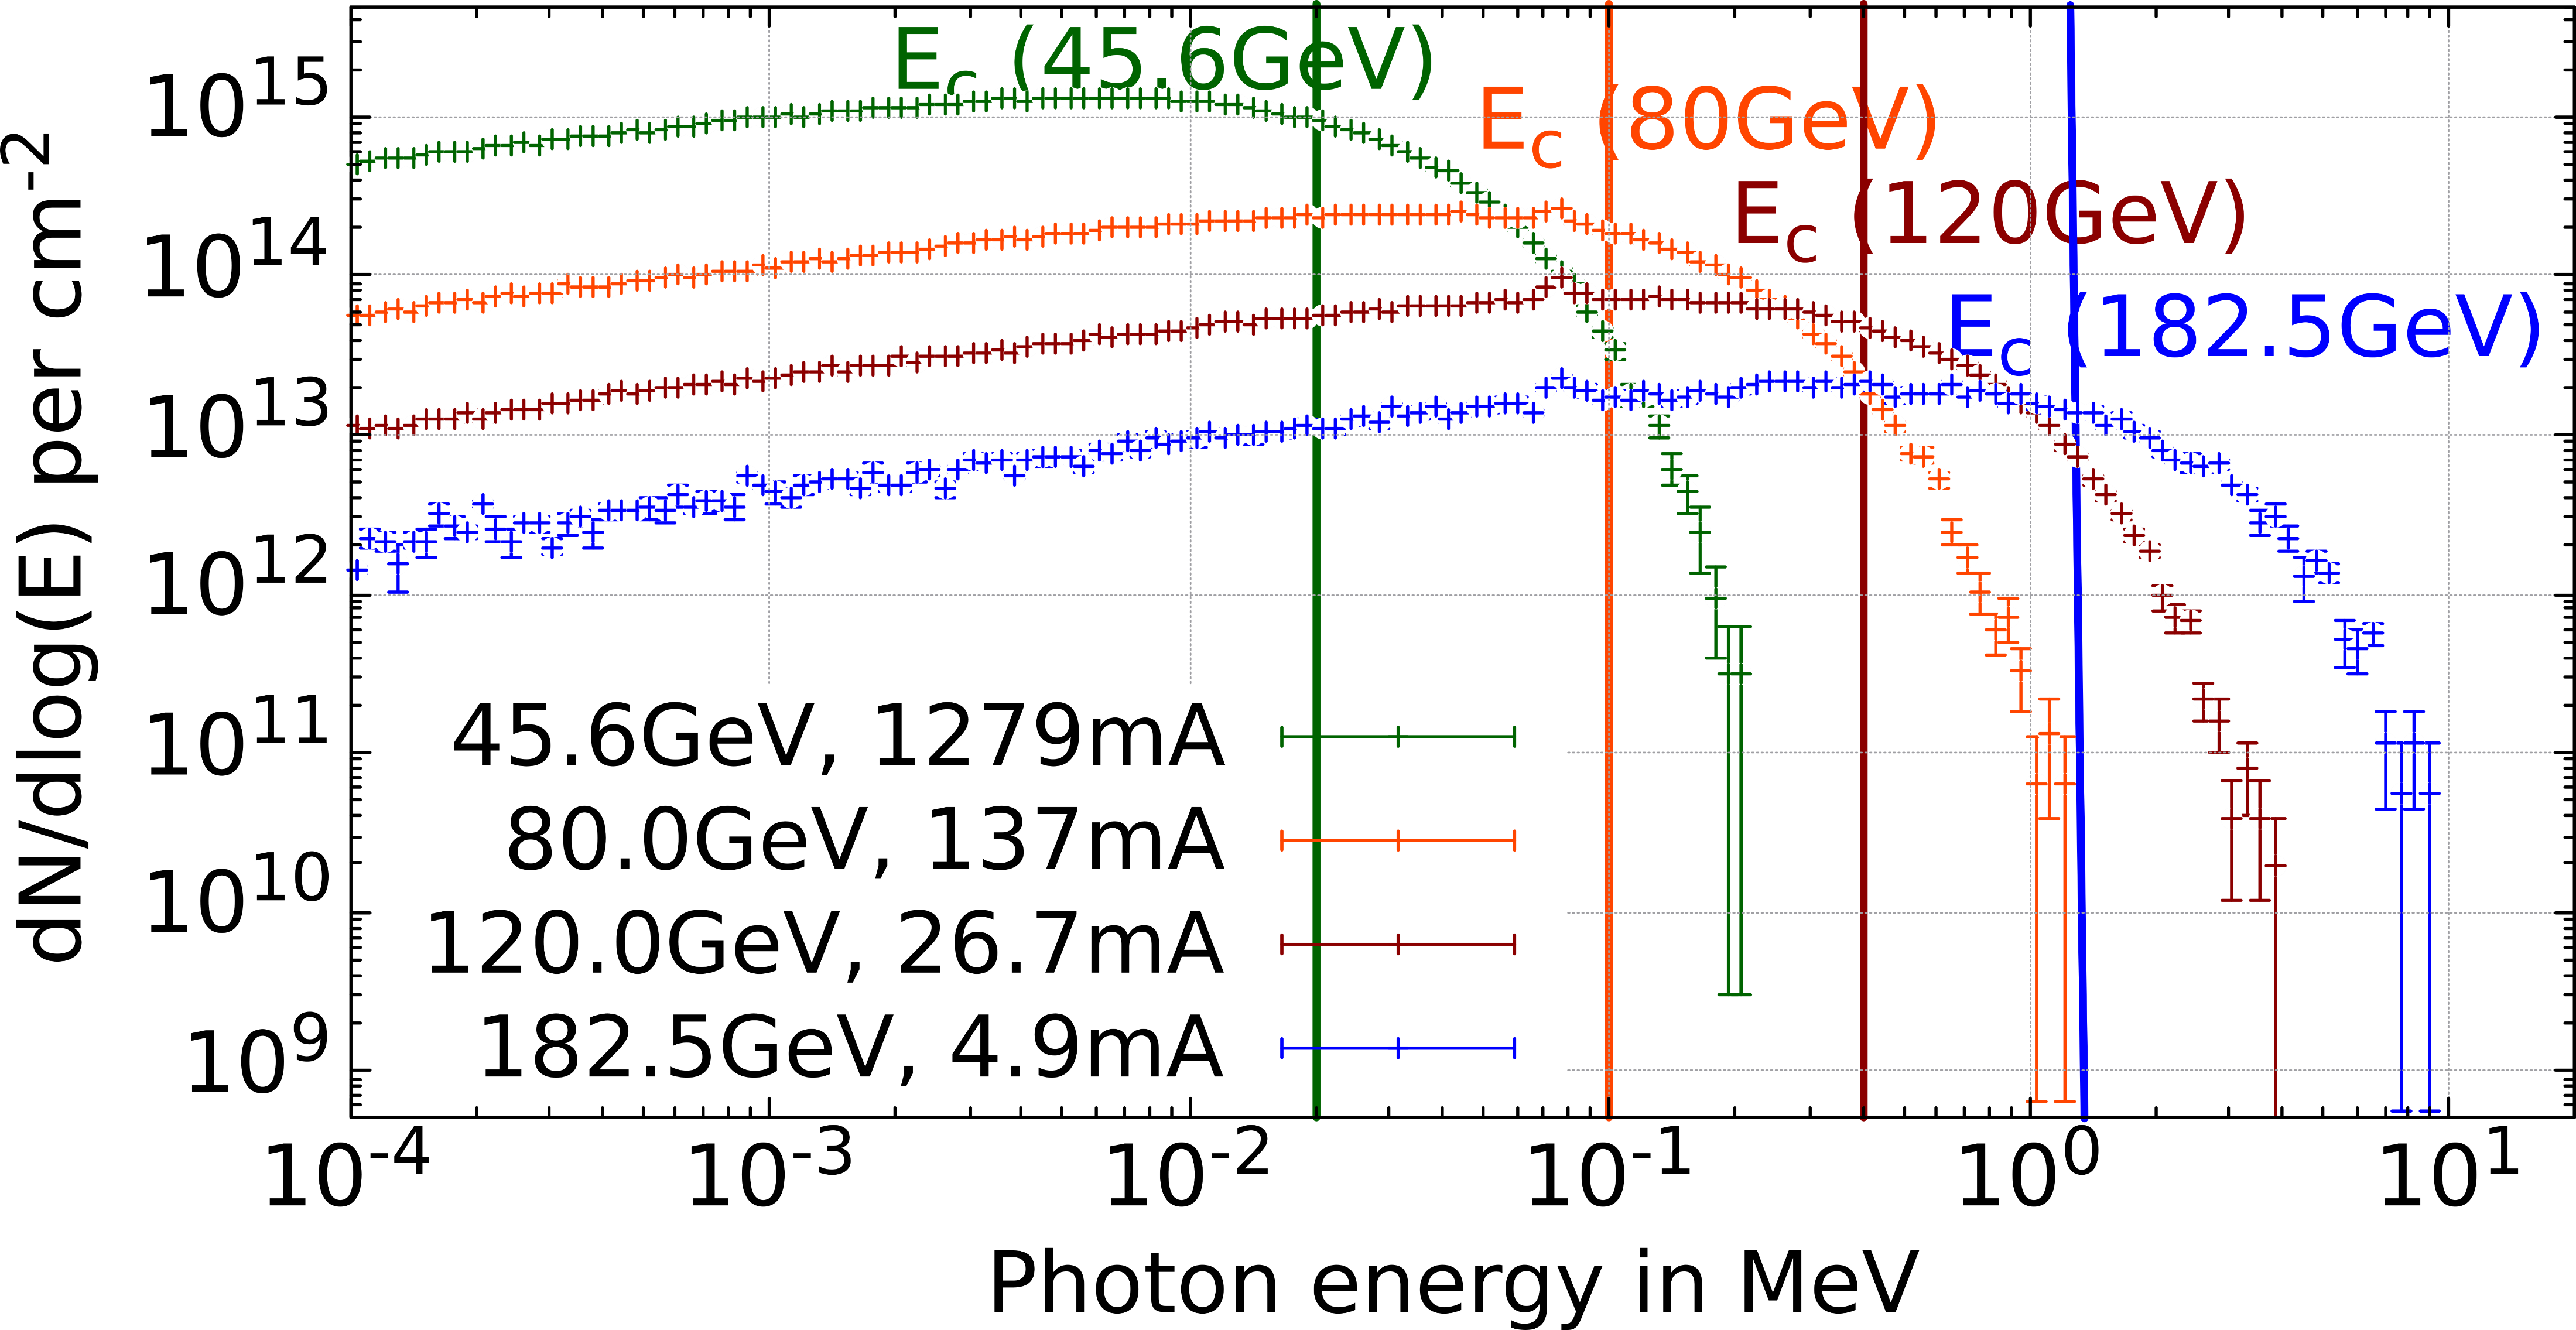 E_c (45.6GeV)
E_c (80GeV)
E_c (120GeV)
E_c (182.5GeV)
dN/dlog(E) per cm^-2
10^15
10^14
10^13
10^12
10^11
10^10
10^9
45.6GeV, 1279mA
80.0GeV, 137mA
120.0GeV, 26.7mA
182.5GeV, 4.9mA
10^-4 10^-3 10^-2 10^-1 10^0 10^1
Photon energy in MeV